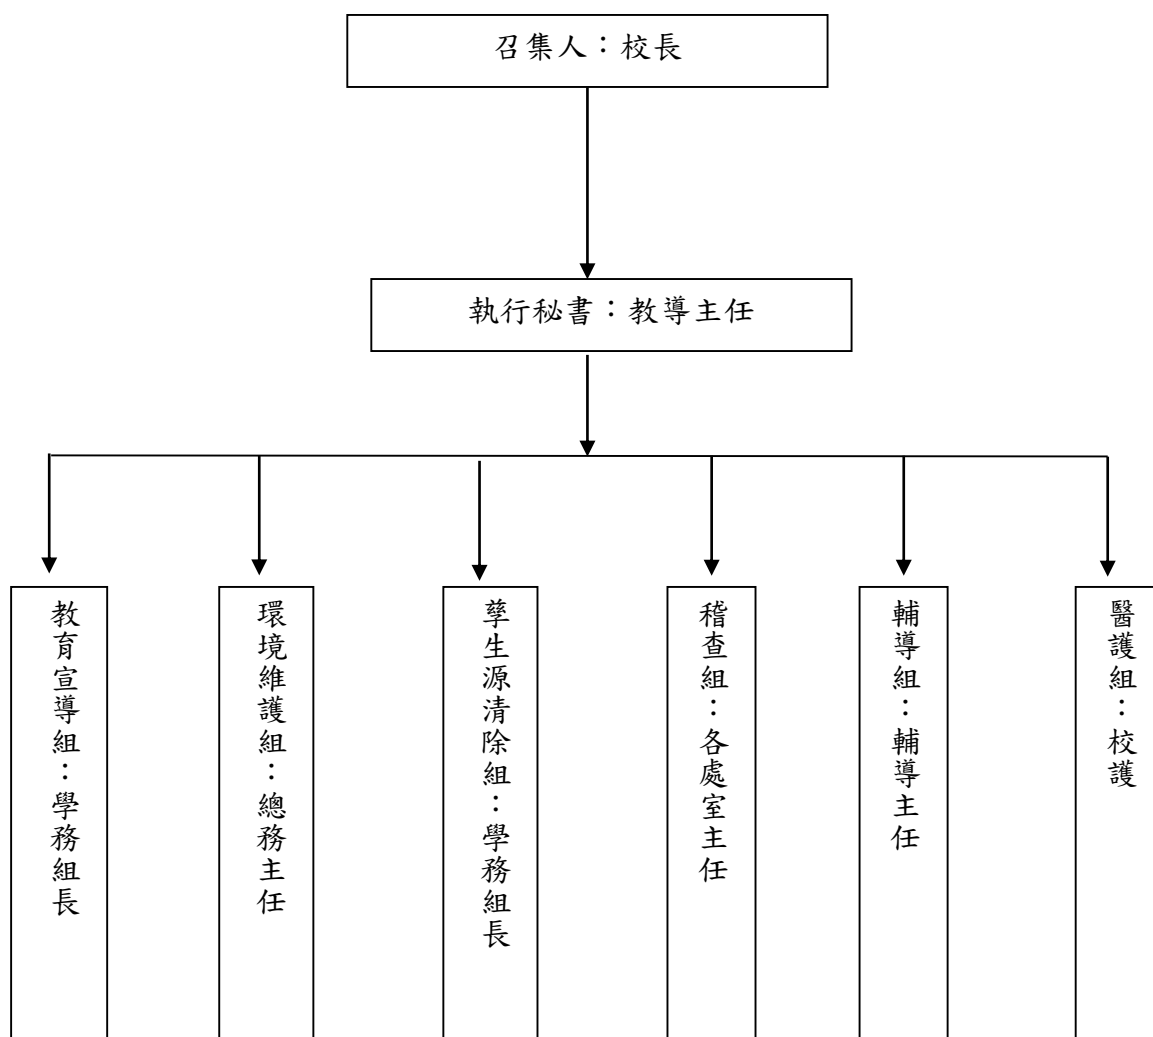 召集人：校長
執行秘書：教導主任
教育宣導組：學務組長
環境維護組：總務主任
孳生源清除組：學務組長
稽查組：各處室主任
輔導組：輔導主任
醫護組：校護